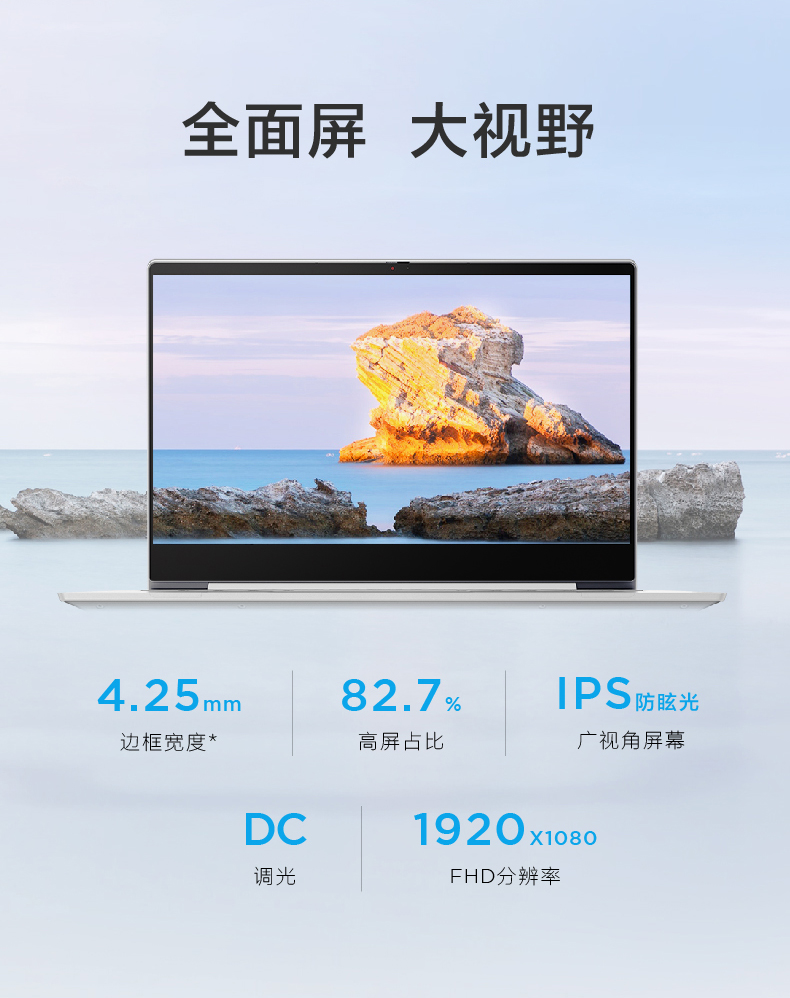 全面屏 大视野
4.25mm
边框宽度*
82.7%
高屏占比
IPS防眩光
广视角屏幕
DC
调光
1920X1080
FHD分辨率